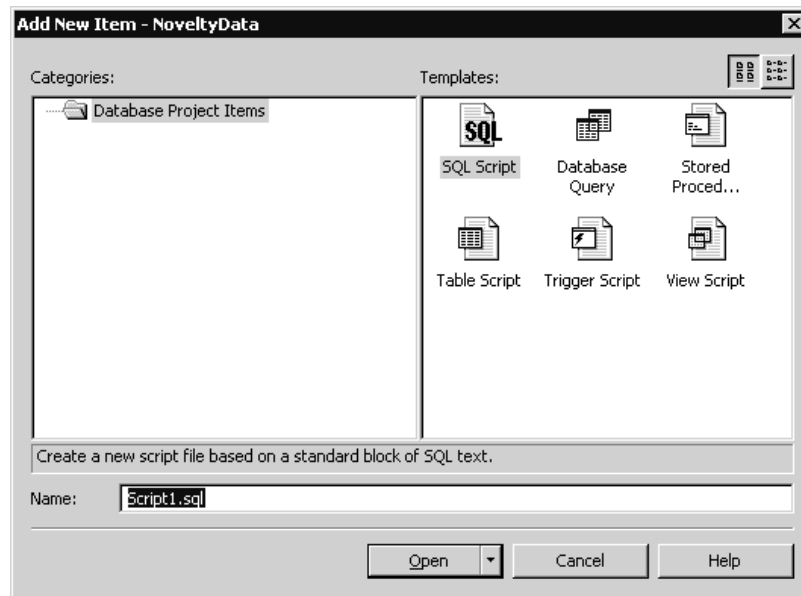 Add New Item - NoveltyData
Categories:
Templates:
Database Project Items
SQL
SQL Script
Database
Query
Stored
Proced...
Table Script
Trigger Script
View Script
Create a new script file based on a standard block of SQL text.
Name:
Script1.sql
Open
Cancel
Help